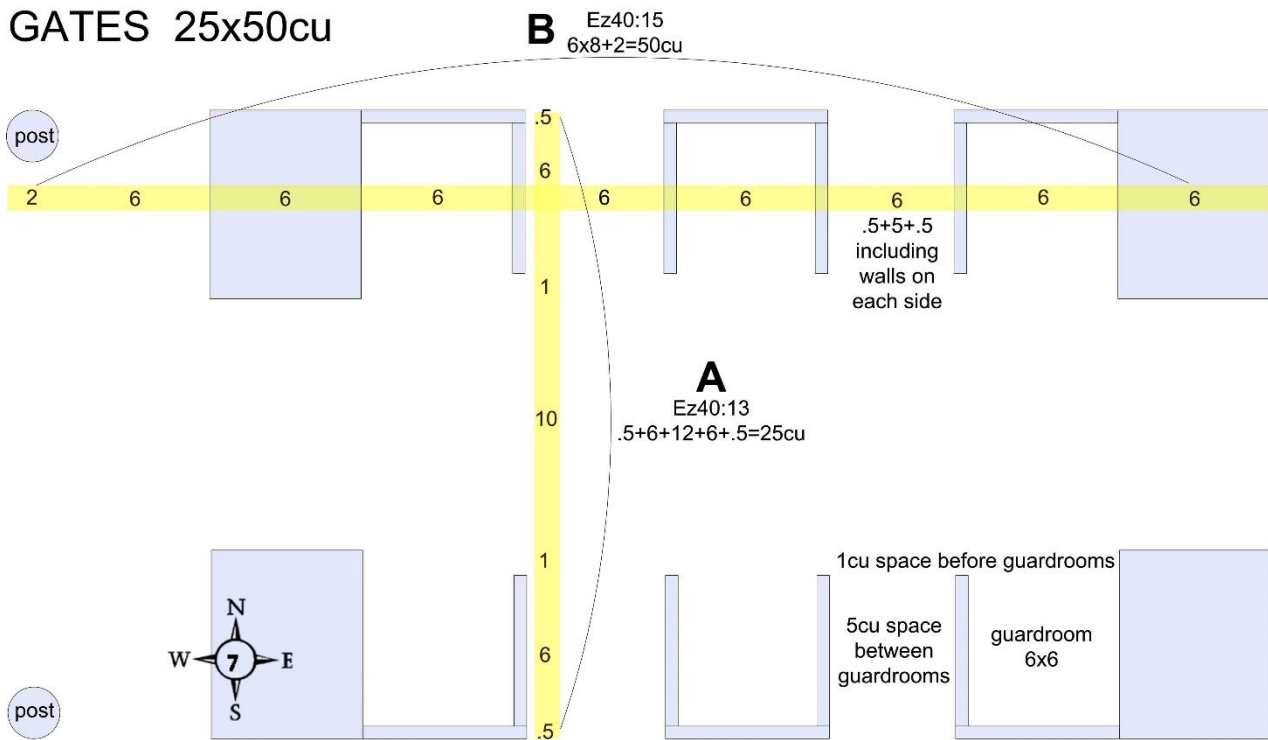 GATES 25x50cu
B
Ez40:15
6x8+2=50cu
post
.5
6
2 6 6 6 6 6 6 6 6
.5+5+.5
including
walls on
each side
1
A
Ez40:13
.5+6+12+6+.5=25cu
10
1
1cu space before guardrooms
5cu space
between
guardrooms
guardroom
6x6
6
N
W 7 E
S
post
.5